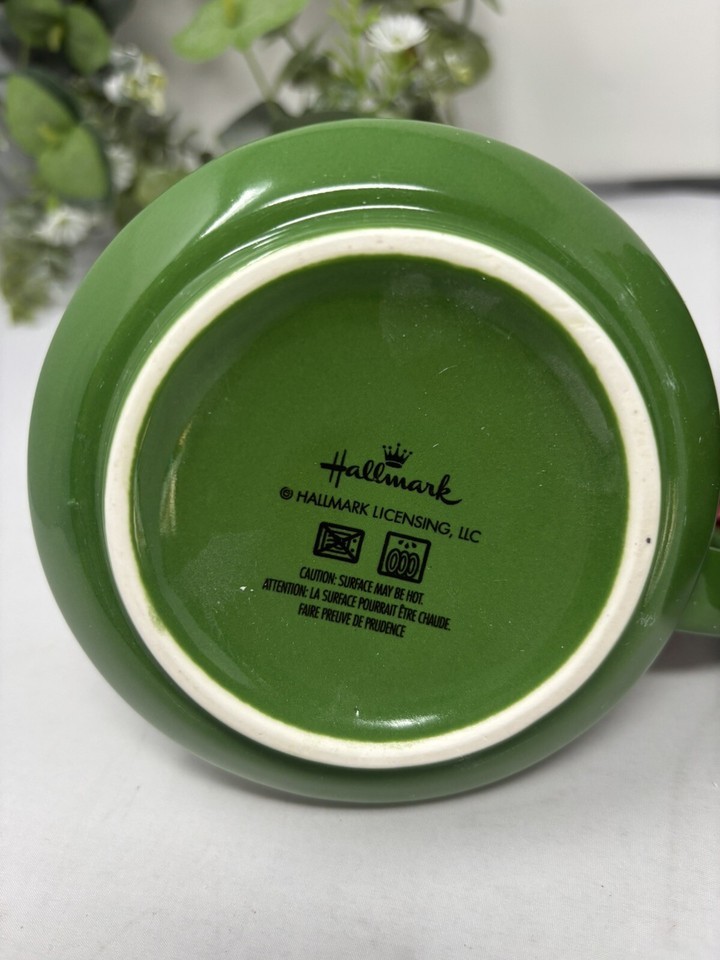 Hallmark
© HALLMARK LICENSING, LLC
CAUTION: SURFACE MAY BE HOT.
ATTENTION: LA SURFACE POURRAIT ÊTRE CHAUDE.
FAIRE PREUVE DE PRUDENCE